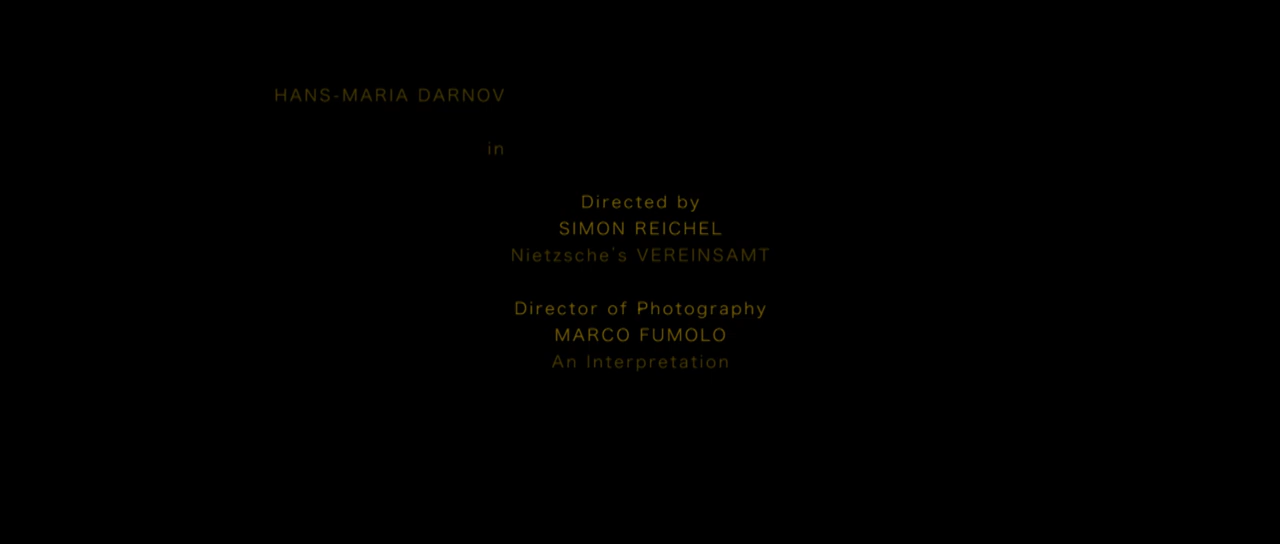 HANS-MARIA DARNOV
in
Directed by
SIMON REICHEL
Nietzsche's VEREINSAMT
Director of Photography
MARCO FUMOLO
An Interpretation